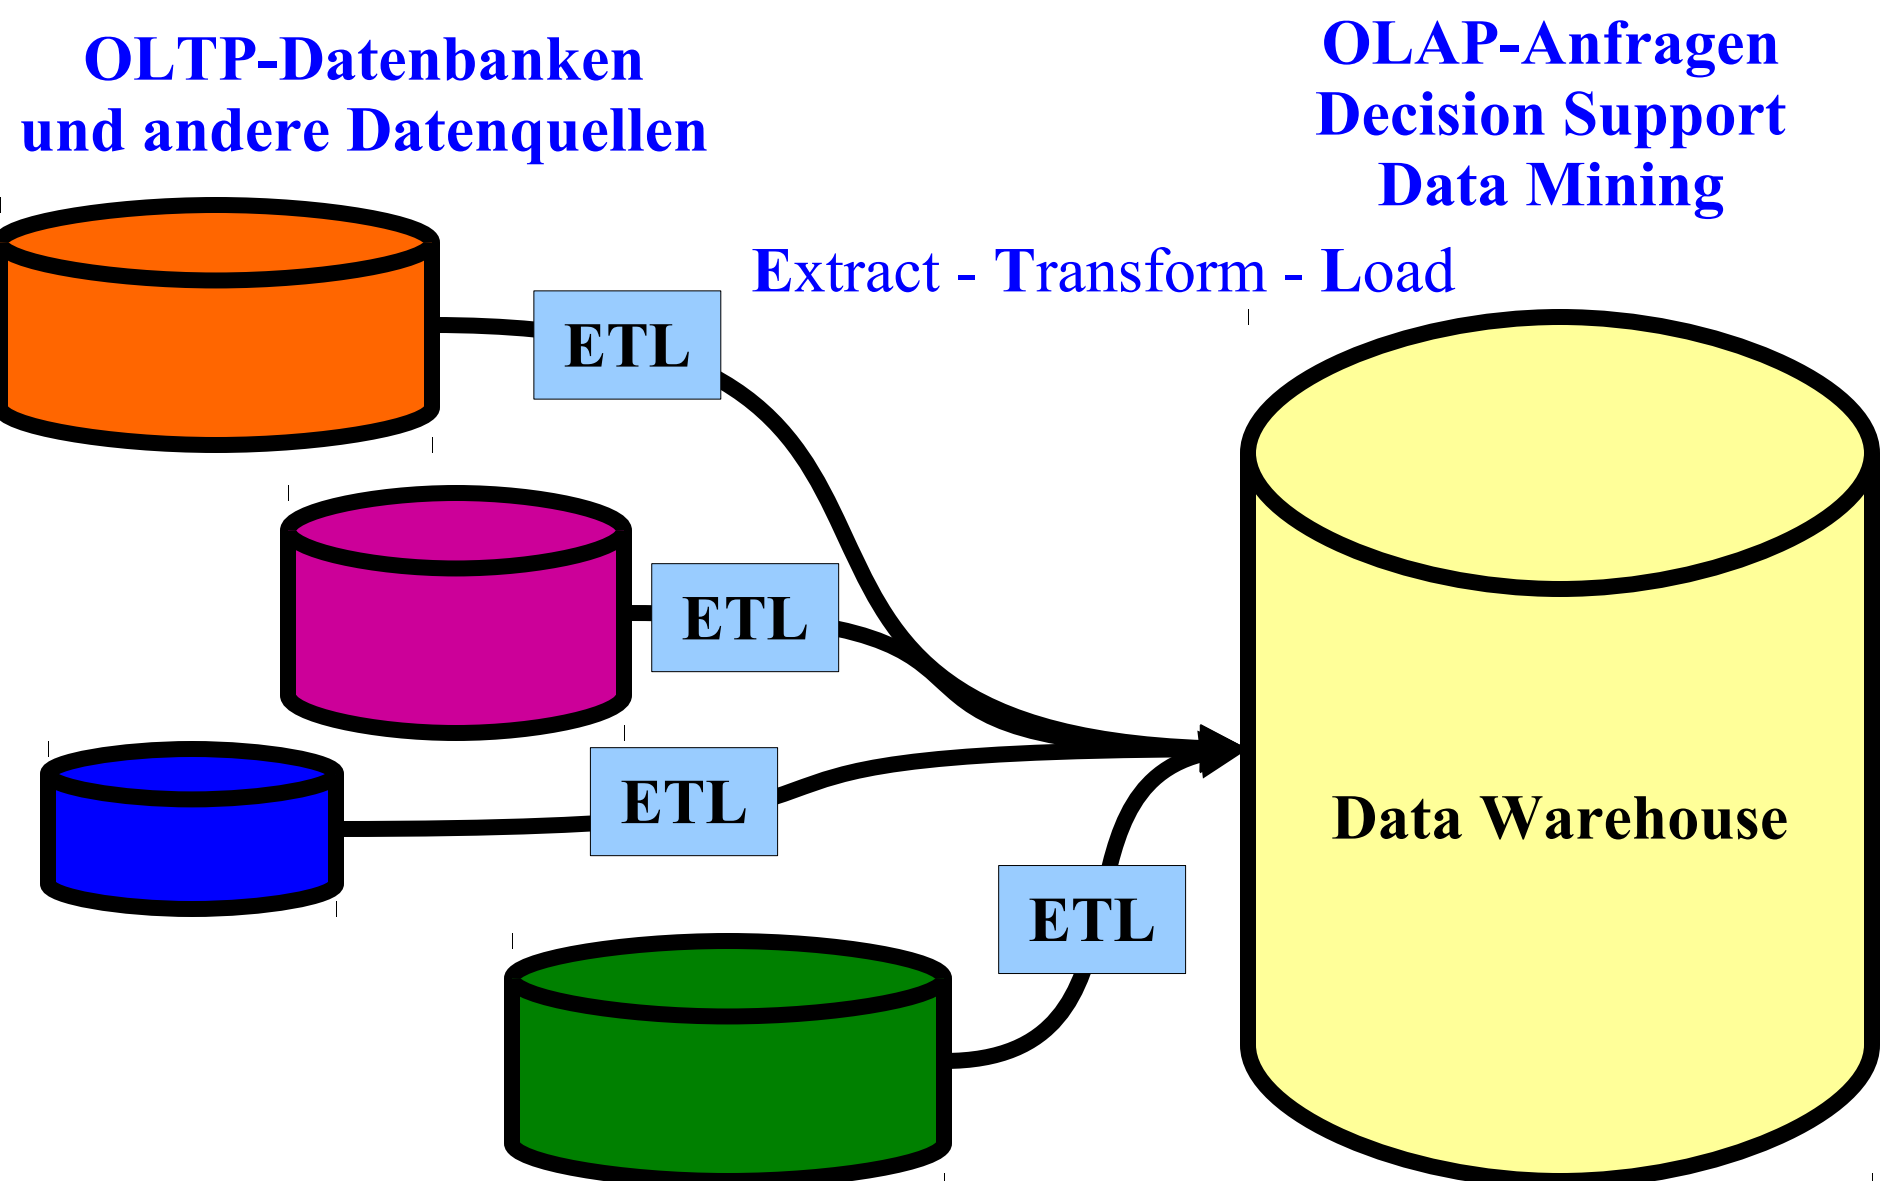 OLTP-Datenbanken
und andere Datenquellen
OLAP-Anfragen
Decision Support
Data Mining
Extract - Transform - Load
ETL
ETL
ETL
ETL
Data Warehouse